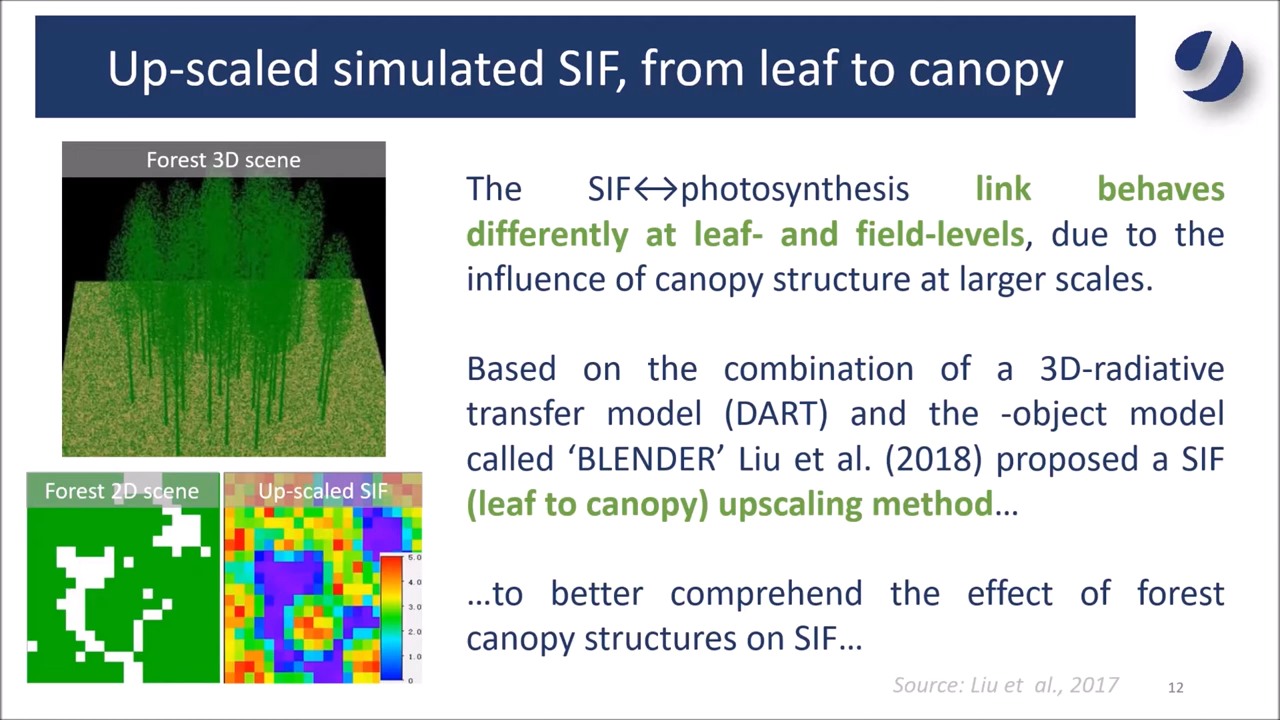 Up-scaled simulated SIF, from leaf to canopy
Forest 3D scene
The SIF↔photosynthesis link behaves
differently at leaf- and field-levels, due to the
influence of canopy structure at larger scales.
Based on the combination of a 3D-radiative
transfer model (DART) and the -object model
called ‘BLENDER’ Liu et al. (2018) proposed a SIF
(leaf to canopy) upscaling method…
…to better comprehend the effect of forest
canopy structures on SIF…
Forest 2D scene
Up-scaled SIF
5.0
4.0
3.0
2.0
1.0
0
Source: Liu et al., 2017
12